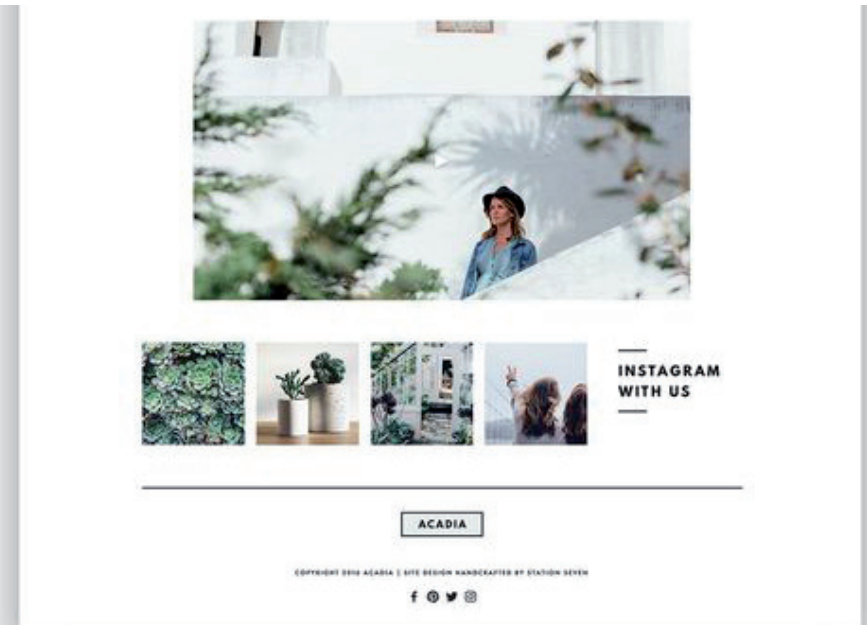 INSTAGRAM
WITH US
ACADIA
COPYRIGHT 2016 ACADIA | SITE DESIGN HANDCRAFTED BY STATION SEVEN